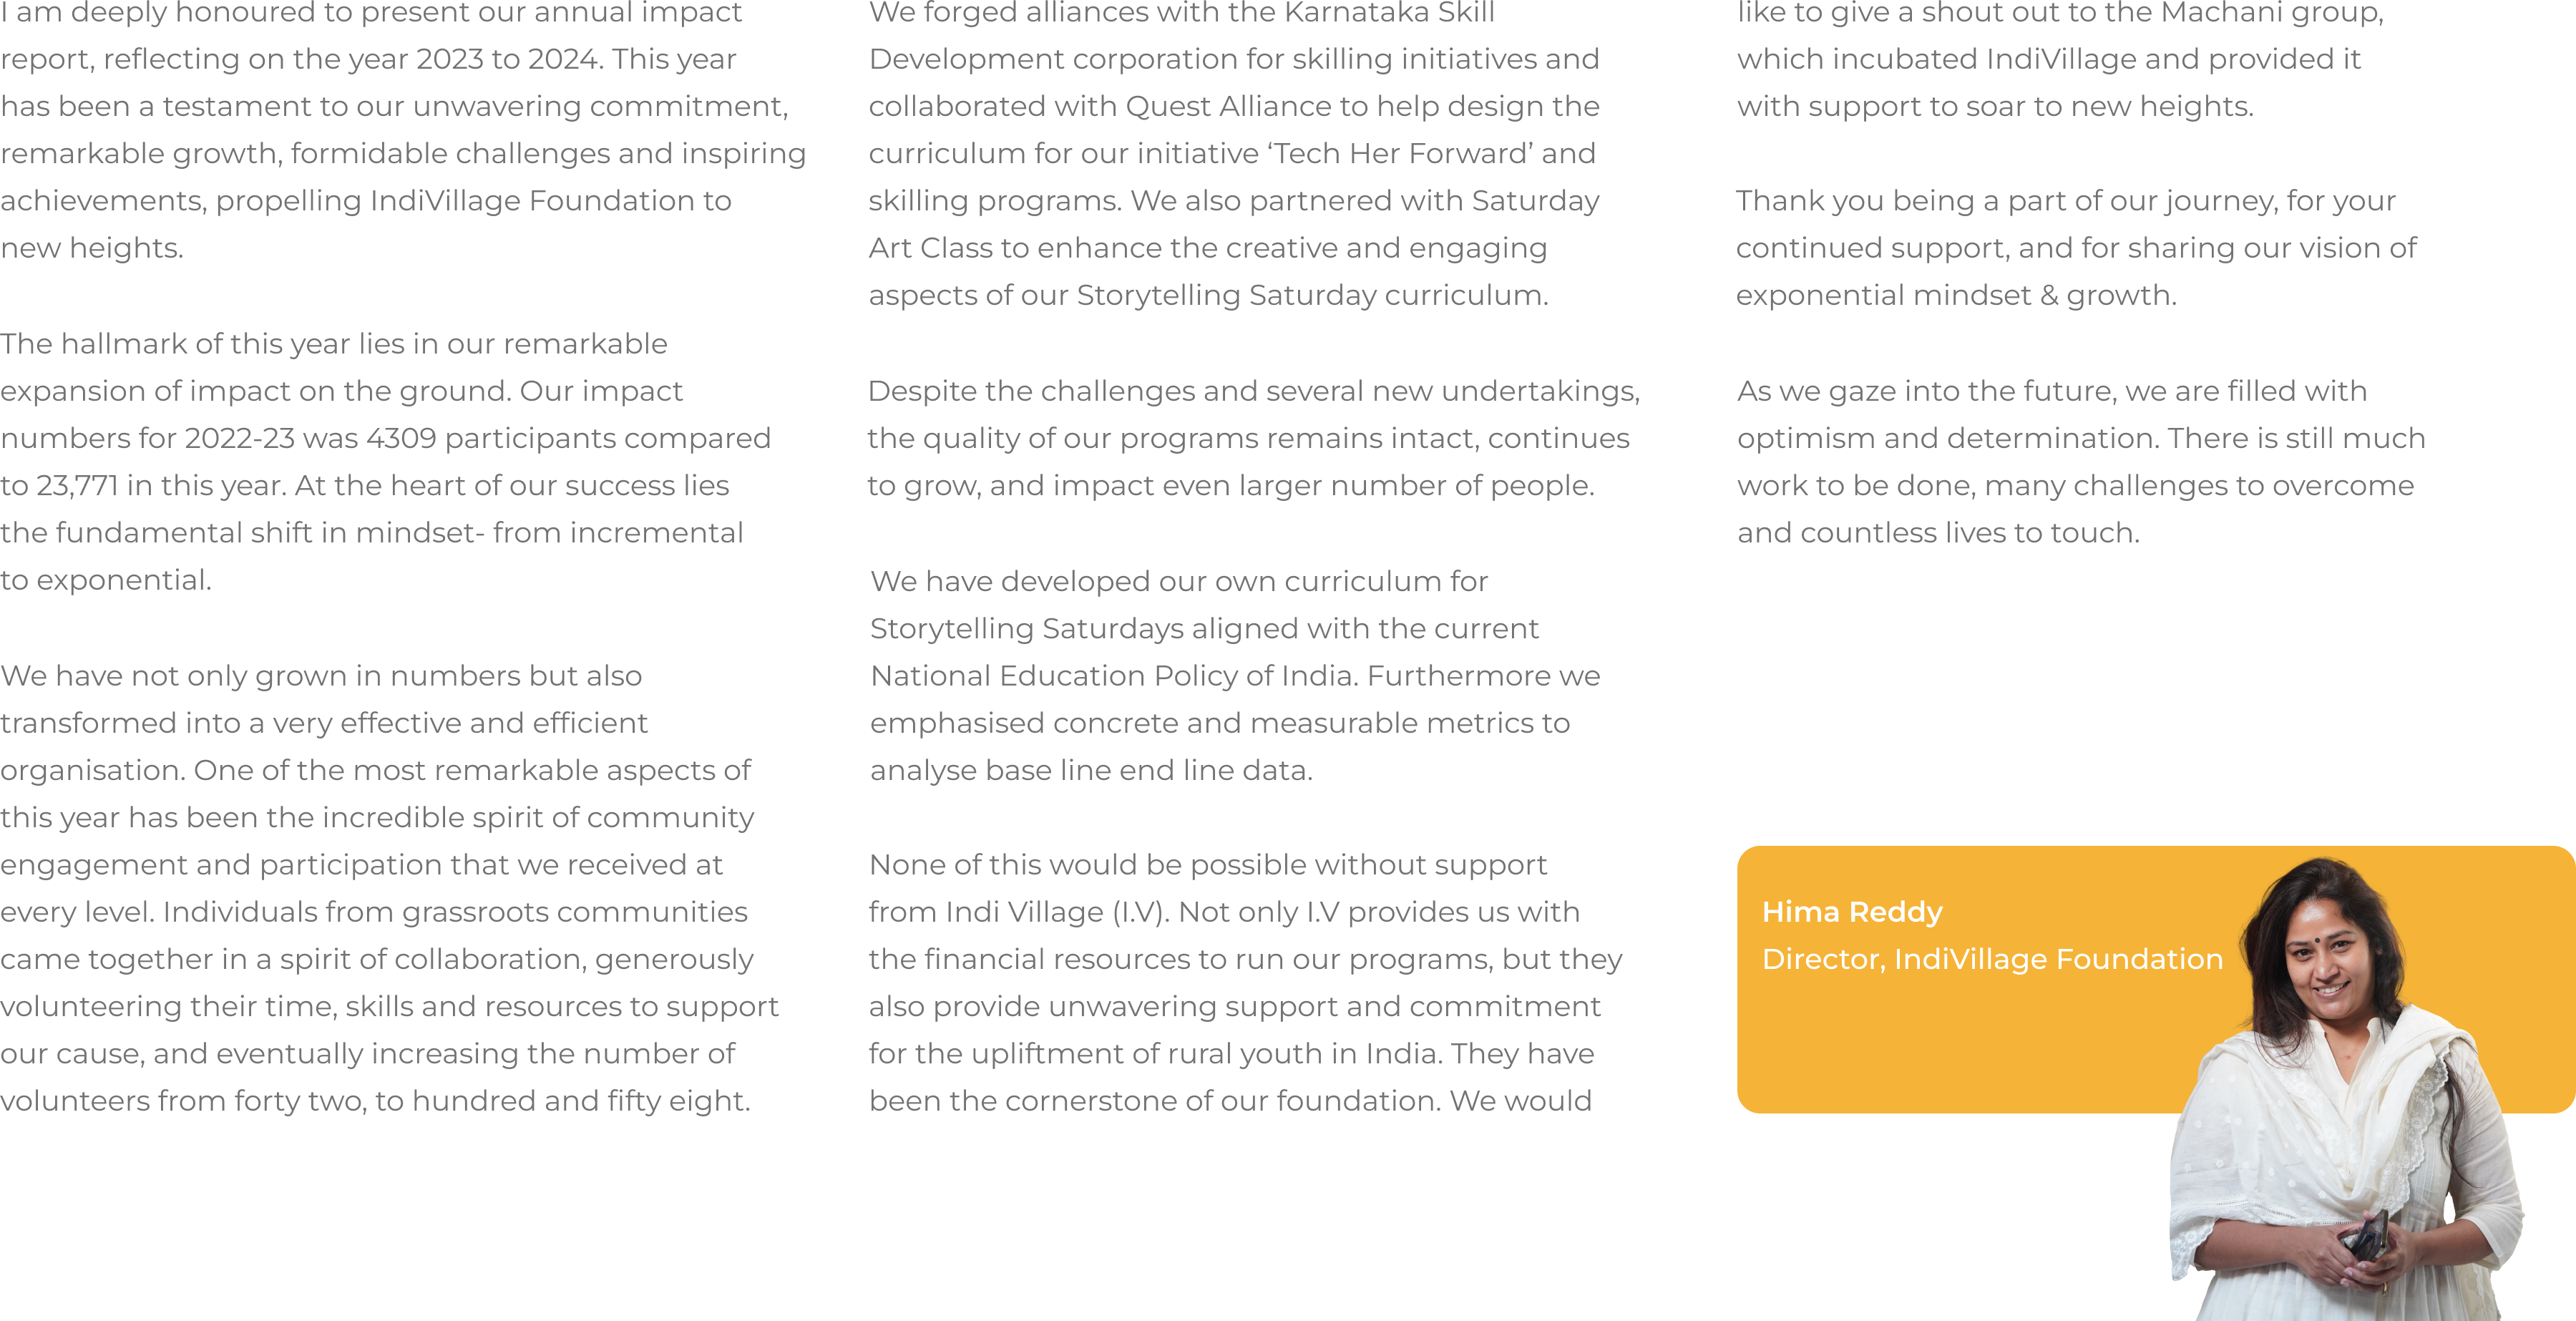 I am deeply honoured to present our annual impact
report, reflecting on the year 2023 to 2024. This year
has been a testament to our unwavering commitment,
remarkable growth, formidable challenges and inspiring
achievements, propelling IndiVillage Foundation to
new heights.
The hallmark of this year lies in our remarkable
expansion of impact on the ground. Our impact
numbers for 2022-23 was 4309 participants compared
to 23,771 in this year. At the heart of our success lies
the fundamental shift in mindset- from incremental
to exponential.
We have not only grown in numbers but also
transformed into a very effective and efficient
organisation. One of the most remarkable aspects of
this year has been the incredible spirit of community
engagement and participation that we received at
every level. Individuals from grassroots communities
came together in a spirit of collaboration, generously
volunteering their time, skills and resources to support
our cause, and eventually increasing the number of
volunteers from forty two, to hundred and fifty eight.
We forged alliances with the Karnataka Skill
Development corporation for skilling initiatives and
collaborated with Quest Alliance to help design the
curriculum for our initiative ‘Tech Her Forward’ and
skilling programs. We also partnered with Saturday
Art Class to enhance the creative and engaging
aspects of our Storytelling Saturday curriculum.
Despite the challenges and several new undertakings,
the quality of our programs remains intact, continues
to grow, and impact even larger number of people.
We have developed our own curriculum for
Storytelling Saturdays aligned with the current
National Education Policy of India. Furthermore we
emphasised concrete and measurable metrics to
analyse base line end line data.
None of this would be possible without support
from Indi Village (I.V). Not only I.V provides us with
the financial resources to run our programs, but they
also provide unwavering support and commitment
for the upliftment of rural youth in India. They have
been the cornerstone of our foundation. We would
like to give a shout out to the Machani group,
which incubated IndiVillage and provided it
with support to soar to new heights.
Thank you being a part of our journey, for your
continued support, and for sharing our vision of
exponential mindset & growth.
As we gaze into the future, we are filled with
optimism and determination. There is still much
work to be done, many challenges to overcome
and countless lives to touch.
Hima Reddy
Director, IndiVillage Foundation